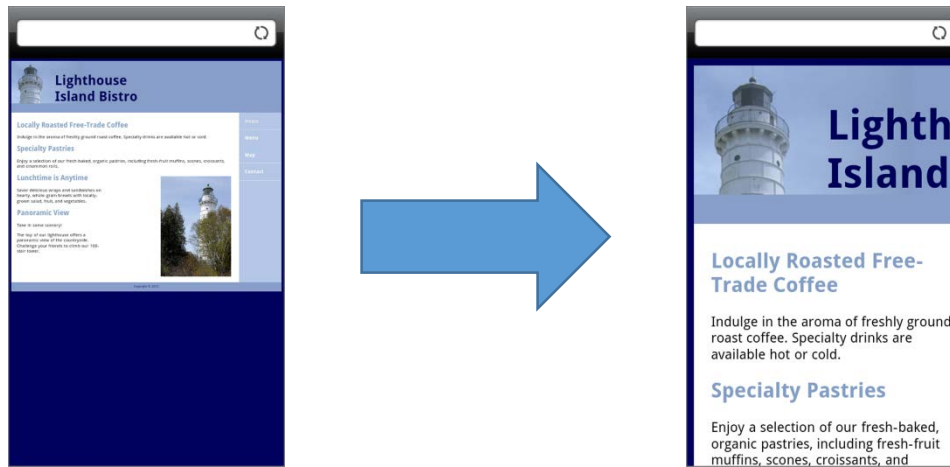 Lighthouse
Island Bistro
Locally Roasted Free-Trade Coffee
Indulge in the aroma of freshly ground roast coffee. Specialty drinks are available hot or cold.
Specialty Pastries
Enjoy a selection of our fresh-baked, organic pastries, including fresh-fruit muffins, scones, croissants,
and cinnamon rolls.
Lunchtime is Anytime
Savor delicious wraps and sandwiches on
hearty, whole-grain breads with locally-
grown salad, fruit, and vegetables.
Panoramic View
Take in some scenery!
The top of our lighthouse offers a
panoramic view of the countryside.
Challenge your friends to climb our 100-
stair tower.
Home
Menu
Map
Contact
Lighth
Island
Locally Roasted Free-
Trade Coffee
Indulge in the aroma of freshly ground
roast coffee. Specialty drinks are
available hot or cold.
Specialty Pastries
Enjoy a selection of our fresh-baked,
organic pastries, including fresh-fruit
muffins, scones, croissants, and